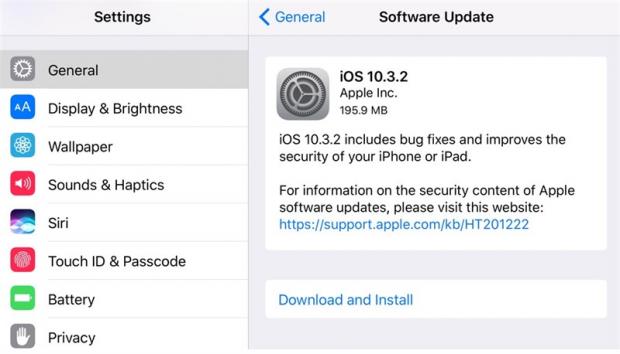 Settings
General
Display & Brightness
Wallpaper
Sounds & Haptics
Siri
Touch ID & Passcode
Battery
Privacy
General
Software Update
iOS 10.3.2
Apple Inc.
195.9 MB
iOS 10.3.2 includes bug fixes and improves the
security of your iPhone or iPad.
For information on the security content of Apple
software updates, please visit this website:
https://support.apple.com/kb/HT201222
Download and Install
AA